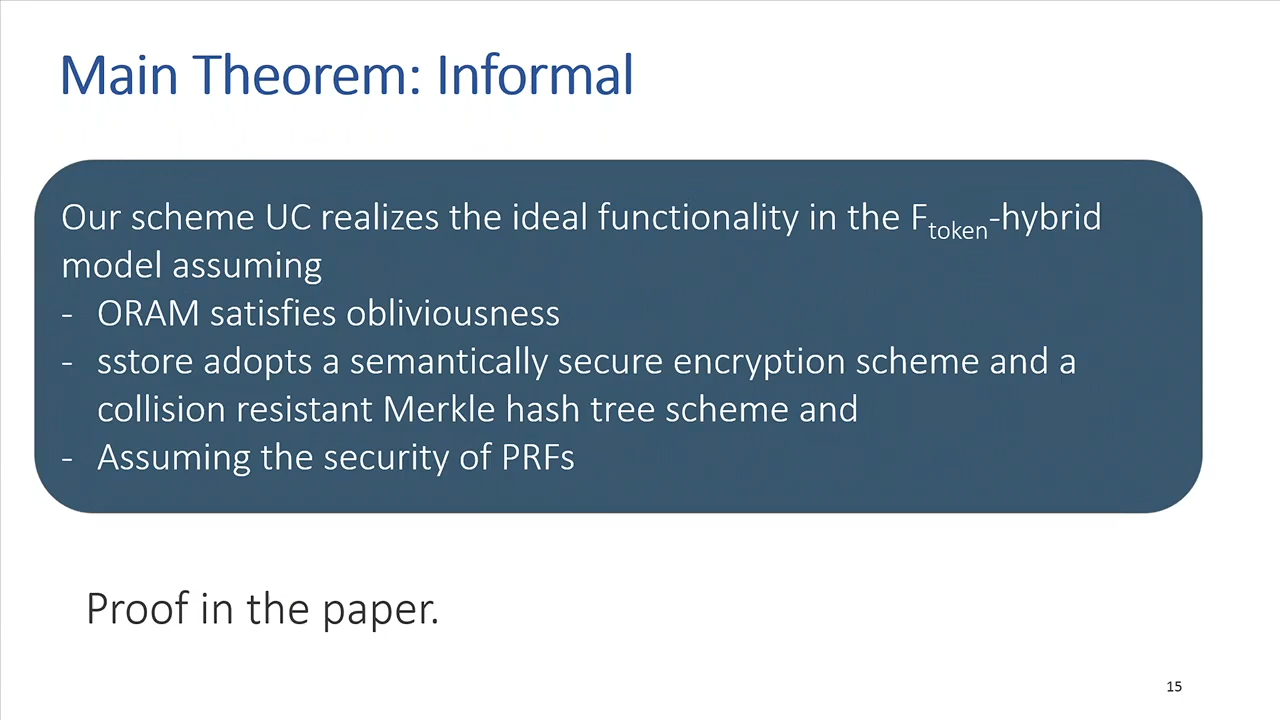 Main Theorem: Informal
Our scheme UC realizes the ideal functionality in the Ftoken-hybrid
model assuming
- ORAM satisfies obliviousness
- sstore adopts a semantically secure encryption scheme and a
collision resistant Merkle hash tree scheme and
- Assuming the security of PRFs
Proof in the paper.
15